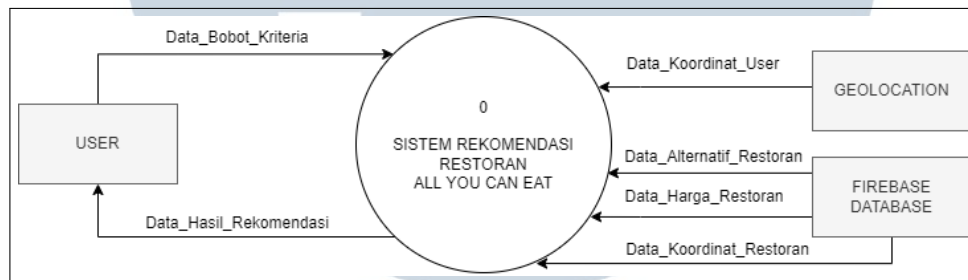 Data_Bobot_Kriteria
USER
Data_Hasil_Rekomendasi
0
SISTEM REKOMENDASI
RESTORAN
ALL YOU CAN EAT
Data_Koordinat_User
GEOLOCATION
Data_Alternatif_Restoran
Data_Harga_Restoran
Data_Koordinat_Restoran
FIREBASE
DATABASE